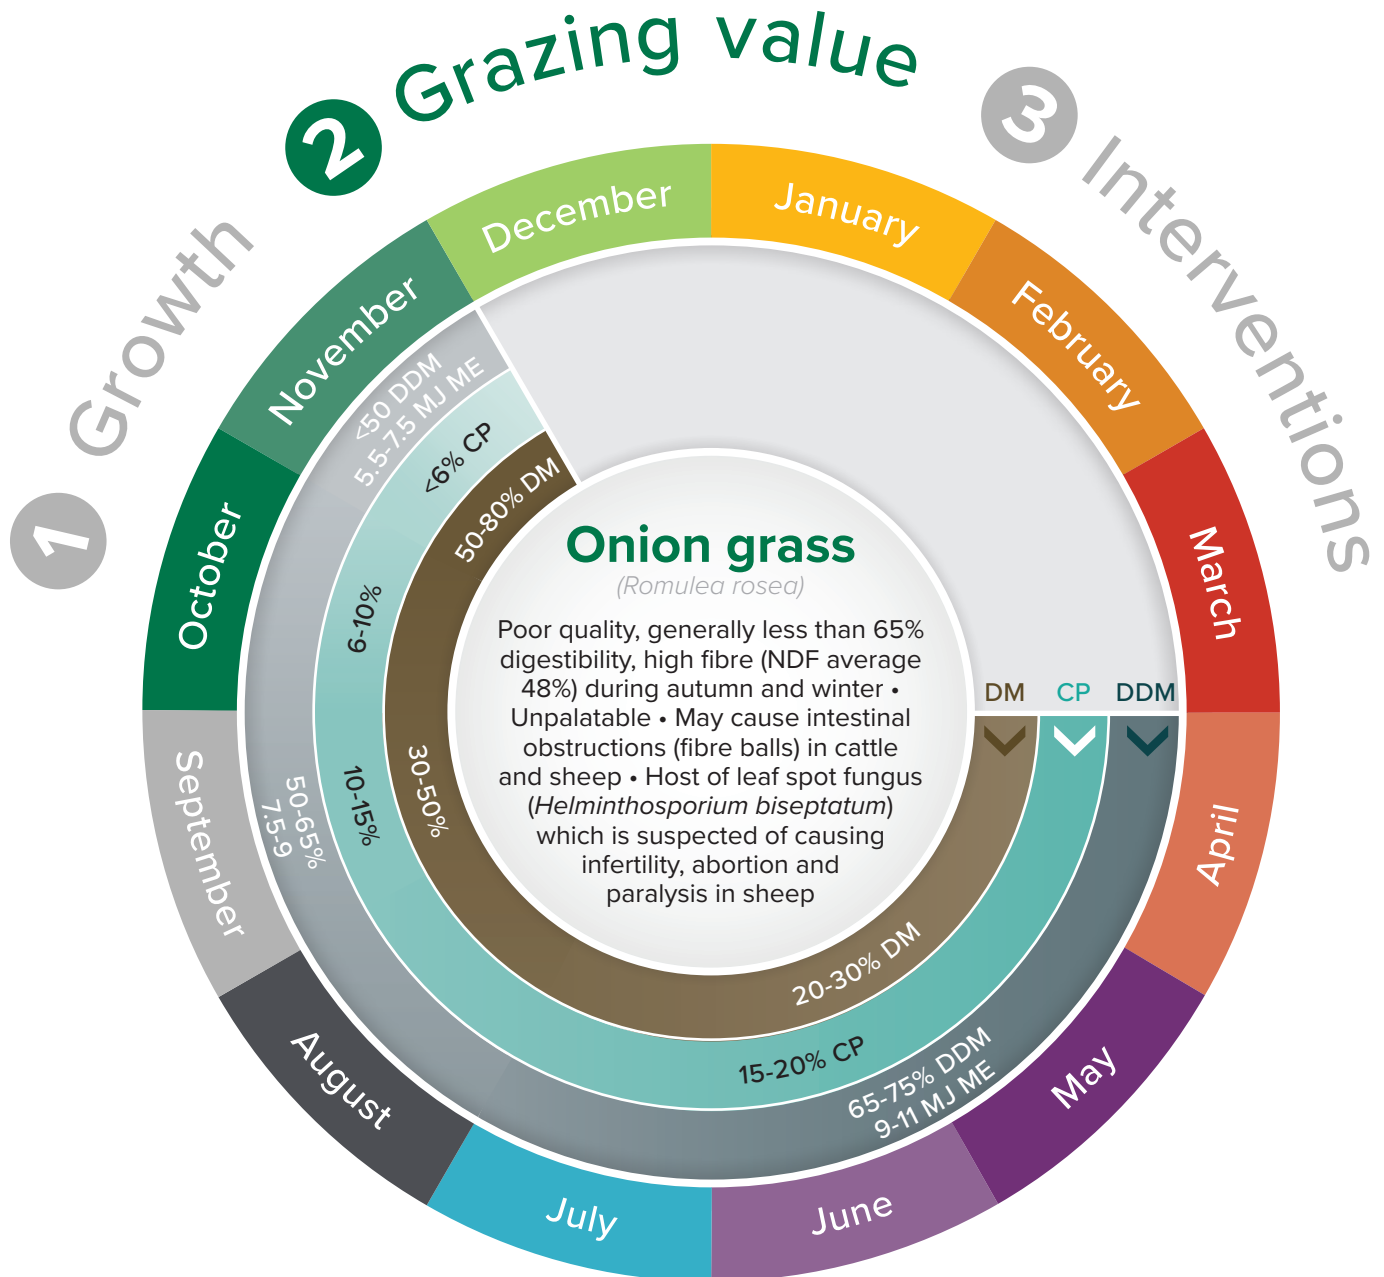 1 Growth
2 Grazing value
3 Interventions
January
February
March
April
May
June
July
August
September
October
November
December
DM
CP
DDM
<50 DDM
5.5-7.5 MJ ME
<6% CP
50-80% DM
6-10%
10-15%
30-50%
50-65%
7.5-9
20-30% DM
15-20% CP
65-75% DDM
9-11 MJ ME
Onion grass
(Romulea rosea)
Poor quality, generally less than 65%
digestibility, high fibre (NDF average
48%) during autumn and winter •
Unpalatable • May cause intestinal
obstructions (fibre balls) in cattle
and sheep • Host of leaf spot fungus
(Helminthosporium biseptatum)
which is suspected of causing
infertility, abortion and
paralysis in sheep